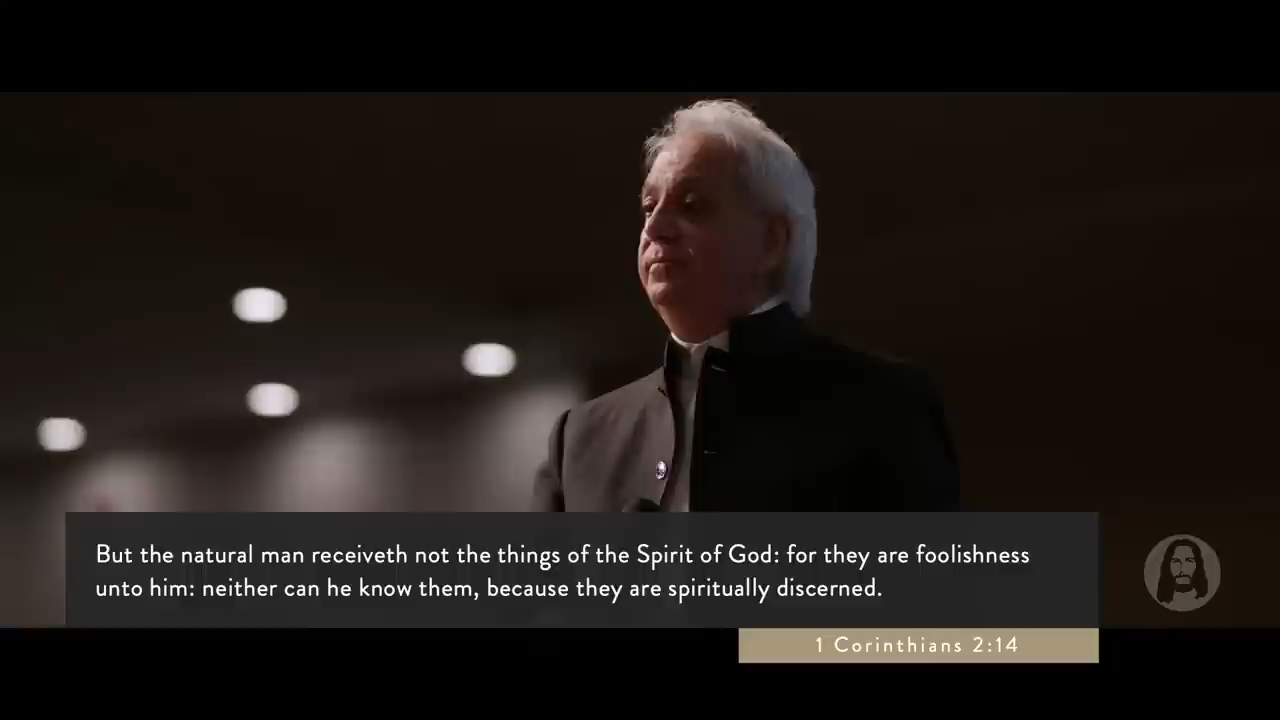 But the natural man receiveth not the things of the Spirit of God: for they are foolishness
unto him: neither can he know them, because they are spiritually discerned.
1 Corinthians 2:14